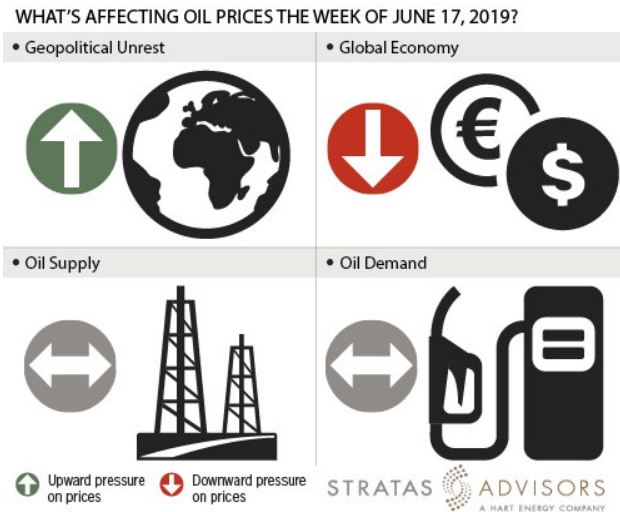 WHAT'S AFFECTING OIL PRICES THE WEEK OF JUNE 17, 2019?
• Geopolitical Unrest
• Global Economy
€
$
• Oil Supply
• Oil Demand
Upward pressure
on prices
Downward pressure
on prices
STRATAS ADVISORS
A HART ENERGY COMPANY